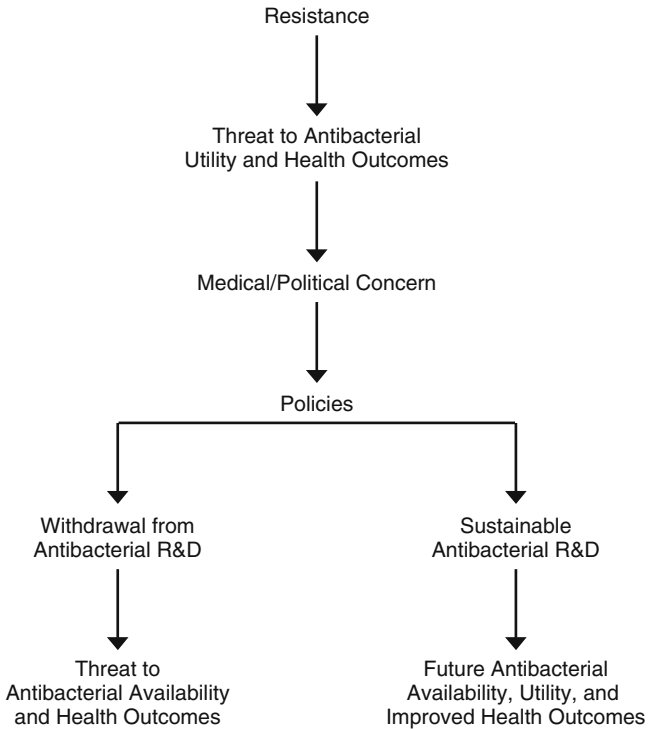 Resistance
Threat to Antibacterial
Utility and Health Outcomes
Medical/Political Concern
Policies
Withdrawal from
Antibacterial R&D
Sustainable
Antibacterial R&D
Threat to
Antibacterial Availability
and Health Outcomes
Future Antibacterial
Availability, Utility, and
Improved Health Outcomes